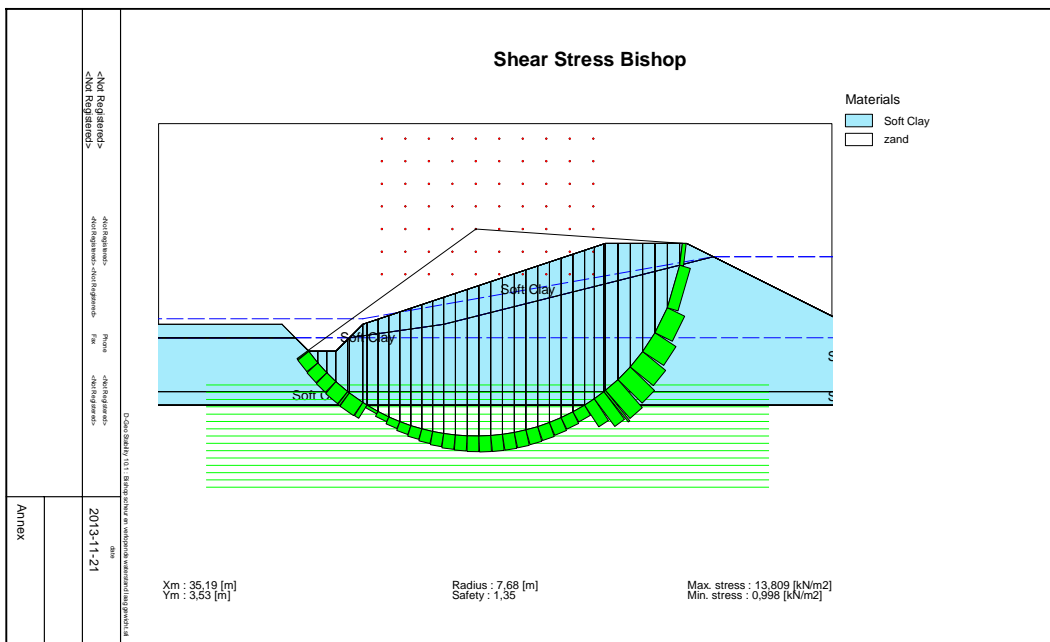 Shear Stress Bishop
Materials
Soft Clay
zand
Soft Clay
Soft Clay
Soft C
S
S
Xm : 35,19 [m]
Ym : 3,53 [m]
Radius : 7,68 [m]
Safety : 1,35
Max. stress : 13,809 [kN/m2]
Min. stress : 0,998 [kN/m2]
<Not Registered>
<Not Registered>
<Not Registered>
<Not Registered> <Not Registered>
Phone
Fax
<Not Registered>
<Not Registered>
date
2013-11-21
Annex